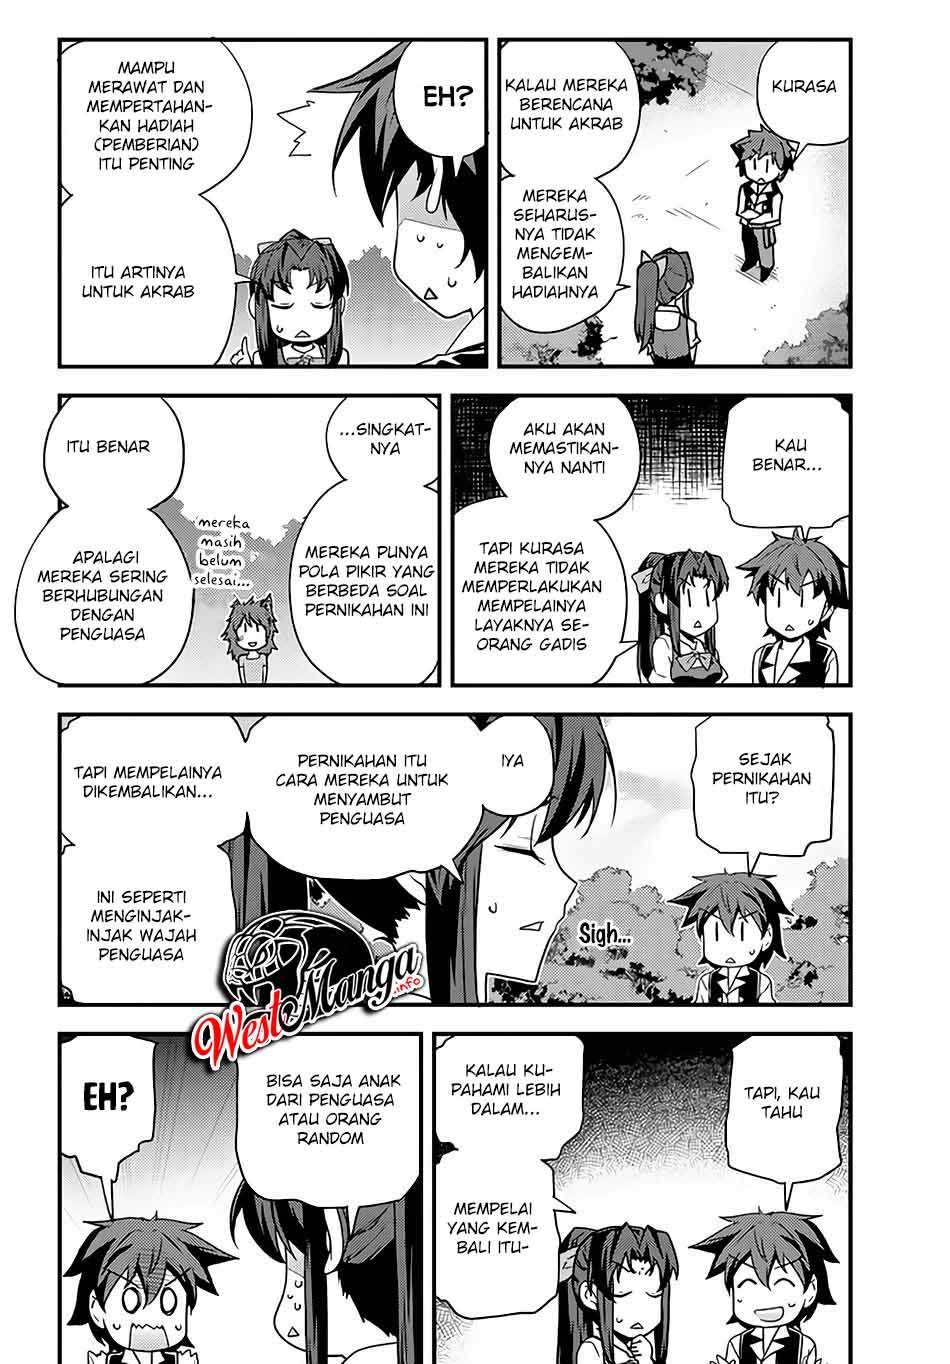 KURASA
KALAU MEREKA
BERENCANA
UNTUK AKRAB
MEREKA
SEHARUS-
NYA TIDAK
MENGEM-
BALIKAN
HADIAHNYA
EH?
MAMPU
MERAWAT DAN
MEMPERTAHAN-
KAN HADIAH
(PEMBERIAN)
ITU PENTING
ITU ARTINYA
UNTUK AKRAB
KAU
BENAR...
AKU AKAN
MEMASTIKAN-
NYA NANTI
TAPI KURASA
MEREKA TIDAK
MEMPERLAKUKAN
MEMPELAINYA
LAYAKNYA SE-
ORANG GADIS
...SINGKAT-
NYA
MEREKA PUNYA
POLA PIKIR YANG
BERBEDA SOAL
PERNIKAHAN INI
mereka
masih
belum
selesai...
ITU BENAR
APALAGI
MEREKA SERING
BERHUBUNGAN
DENGAN
PENGUASA
SEJAK
PERNIKAHAN
ITU?
Sigh...
IYA
PERNIKAHAN ITU
CARA MEREKA UNTUK
MENYAMBUT
PENGUASA
TAPI MEMPELAINYA
DIKEMBALIKAN...
INI SEPERTI
MENGINJAK-
INJAK WAJAH
PENGUASA
WestManga
.info
TAPI, KAU
TAHU
KALAU KU-
PAHAMI LEBIH
DALAM...
MEMPELAI
YANG KEM-
BALI ITU-
BISA SAJA ANAK
DARI PENGUASA
ATAU ORANG
RANDOM
EH?